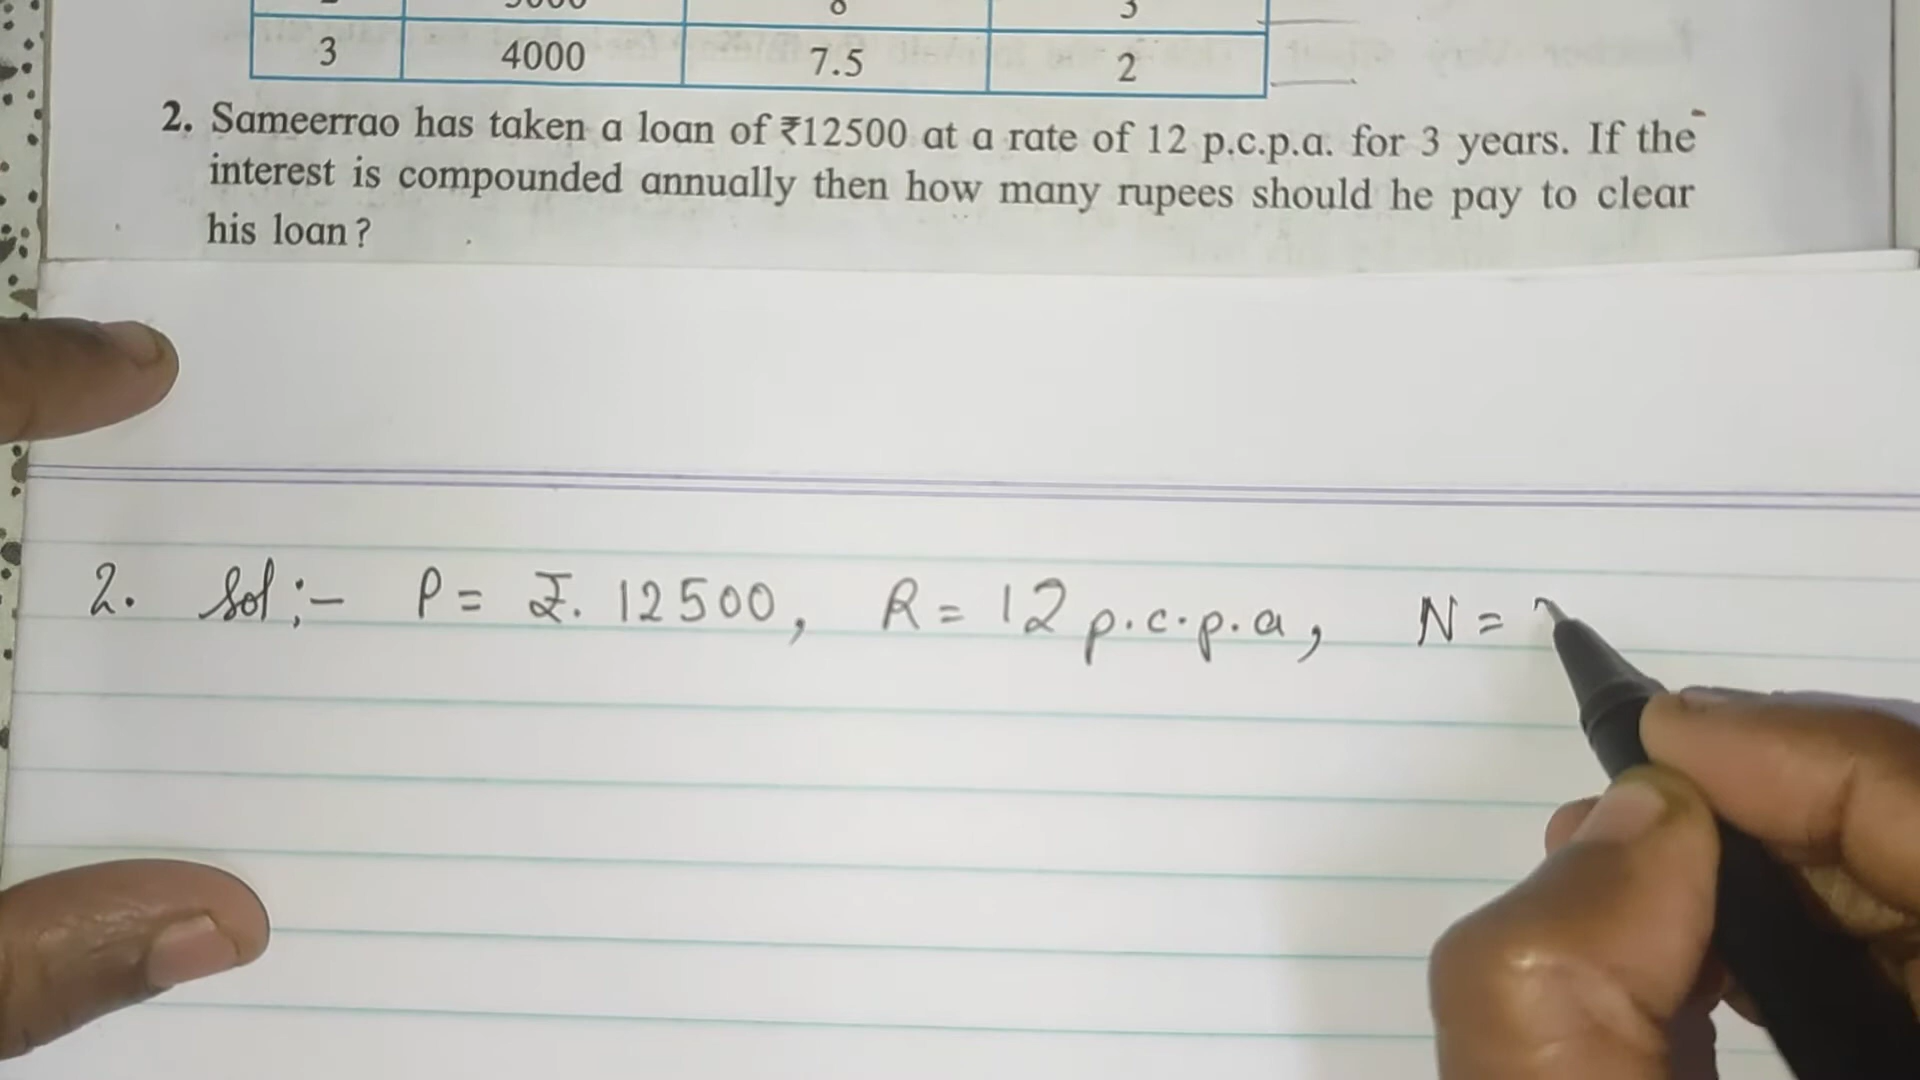 3 4000 7.5 2
2. Sameerrao has taken a loan of ₹12500 at a rate of 12 p.c.p.a. for 3 years. If the
interest is compounded annually then how many rupees should he pay to clear
his loan?
2. Sol:- P = ₹. 12500, R = 12 p.c.p.a, N =